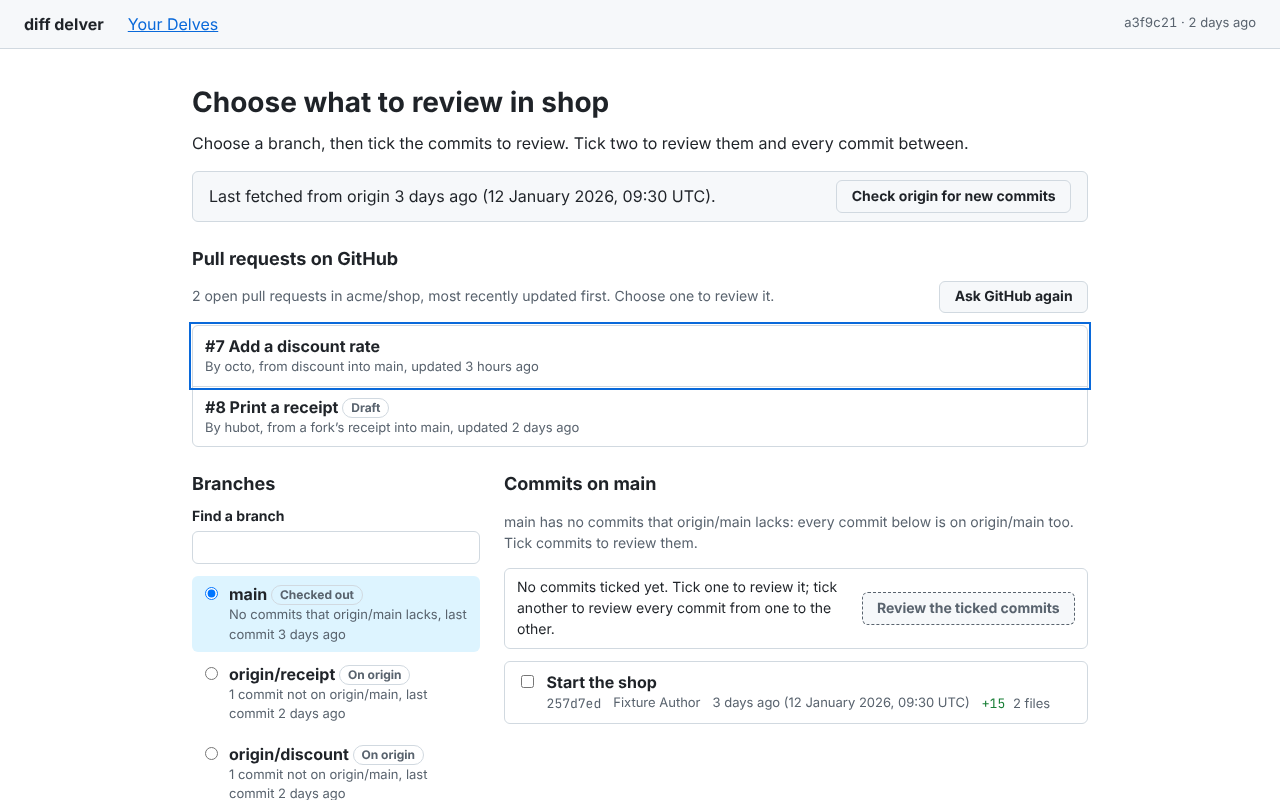 diff delver
Your Delves
a3f9c21 · 2 days ago
Choose what to review in shop
Choose a branch, then tick the commits to review. Tick two to review them and every commit between.
Last fetched from origin 3 days ago (12 January 2026, 09:30 UTC).
Check origin for new commits
Pull requests on GitHub
2 open pull requests in acme/shop, most recently updated first. Choose one to review it.
Ask GitHub again
#7 Add a discount rate
By octo, from discount into main, updated 3 hours ago
#8 Print a receipt Draft
By hubot, from a fork’s receipt into main, updated 2 days ago
Branches
Find a branch
main Checked out
No commits that origin/main lacks, last
commit 3 days ago
origin/receipt On origin
1 commit not on origin/main, last
commit 2 days ago
origin/discount On origin
1 commit not on origin/main, last
commit 2 days ago
Commits on main
main has no commits that origin/main lacks: every commit below is on origin/main too.
Tick commits to review them.
No commits ticked yet. Tick one to review it; tick
another to review every commit from one to the
other.
Review the ticked commits
Start the shop
257d7ed Fixture Author 3 days ago (12 January 2026, 09:30 UTC) +15 2 files